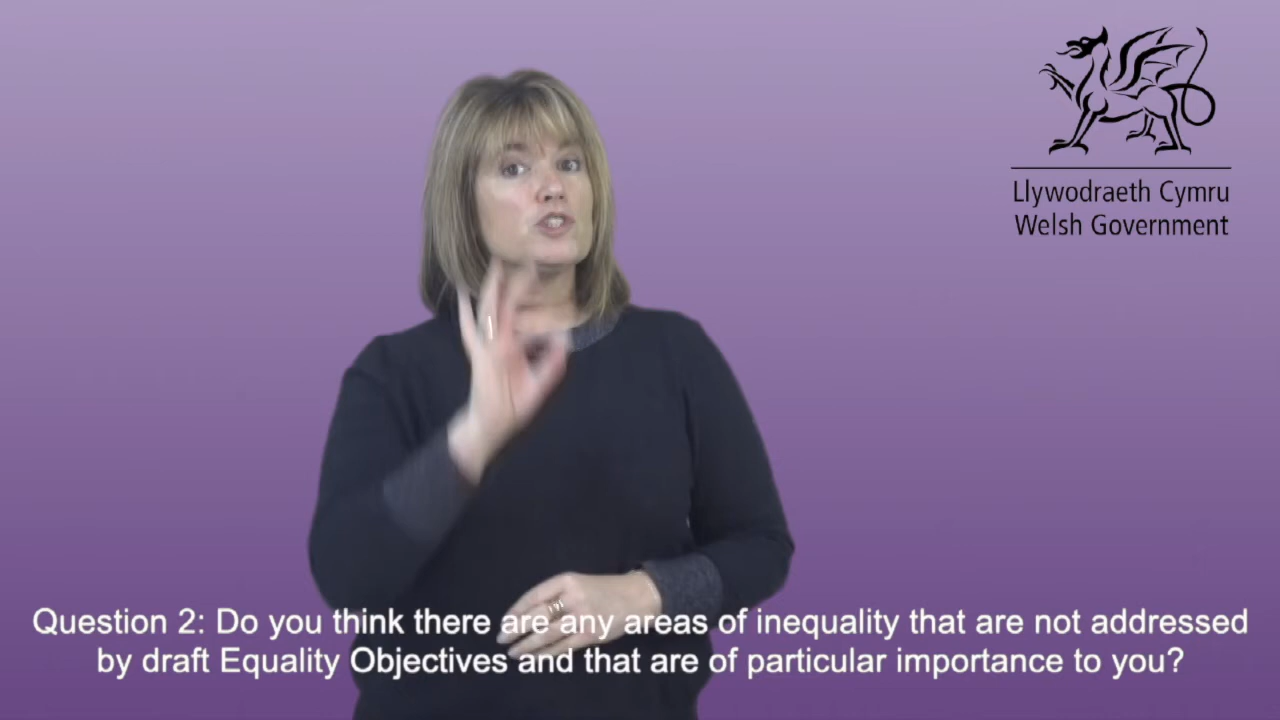 Llywodraeth Cymru
Welsh Government
Question 2: Do you think there are any areas of inequality that are not addressed
by draft Equality Objectives and that are of particular importance to you?